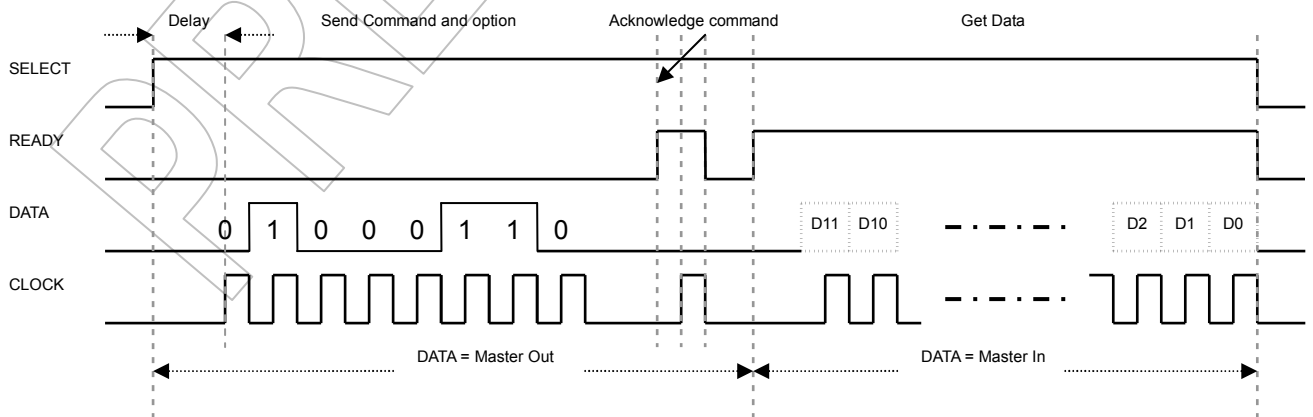 Delay Send Command and option Acknowledge command Get Data
SELECT
READY
DATA 0 1 0 0 0 1 1 0 D11 D10 D2 D1 D0
CLOCK
DATA = Master Out DATA = Master In